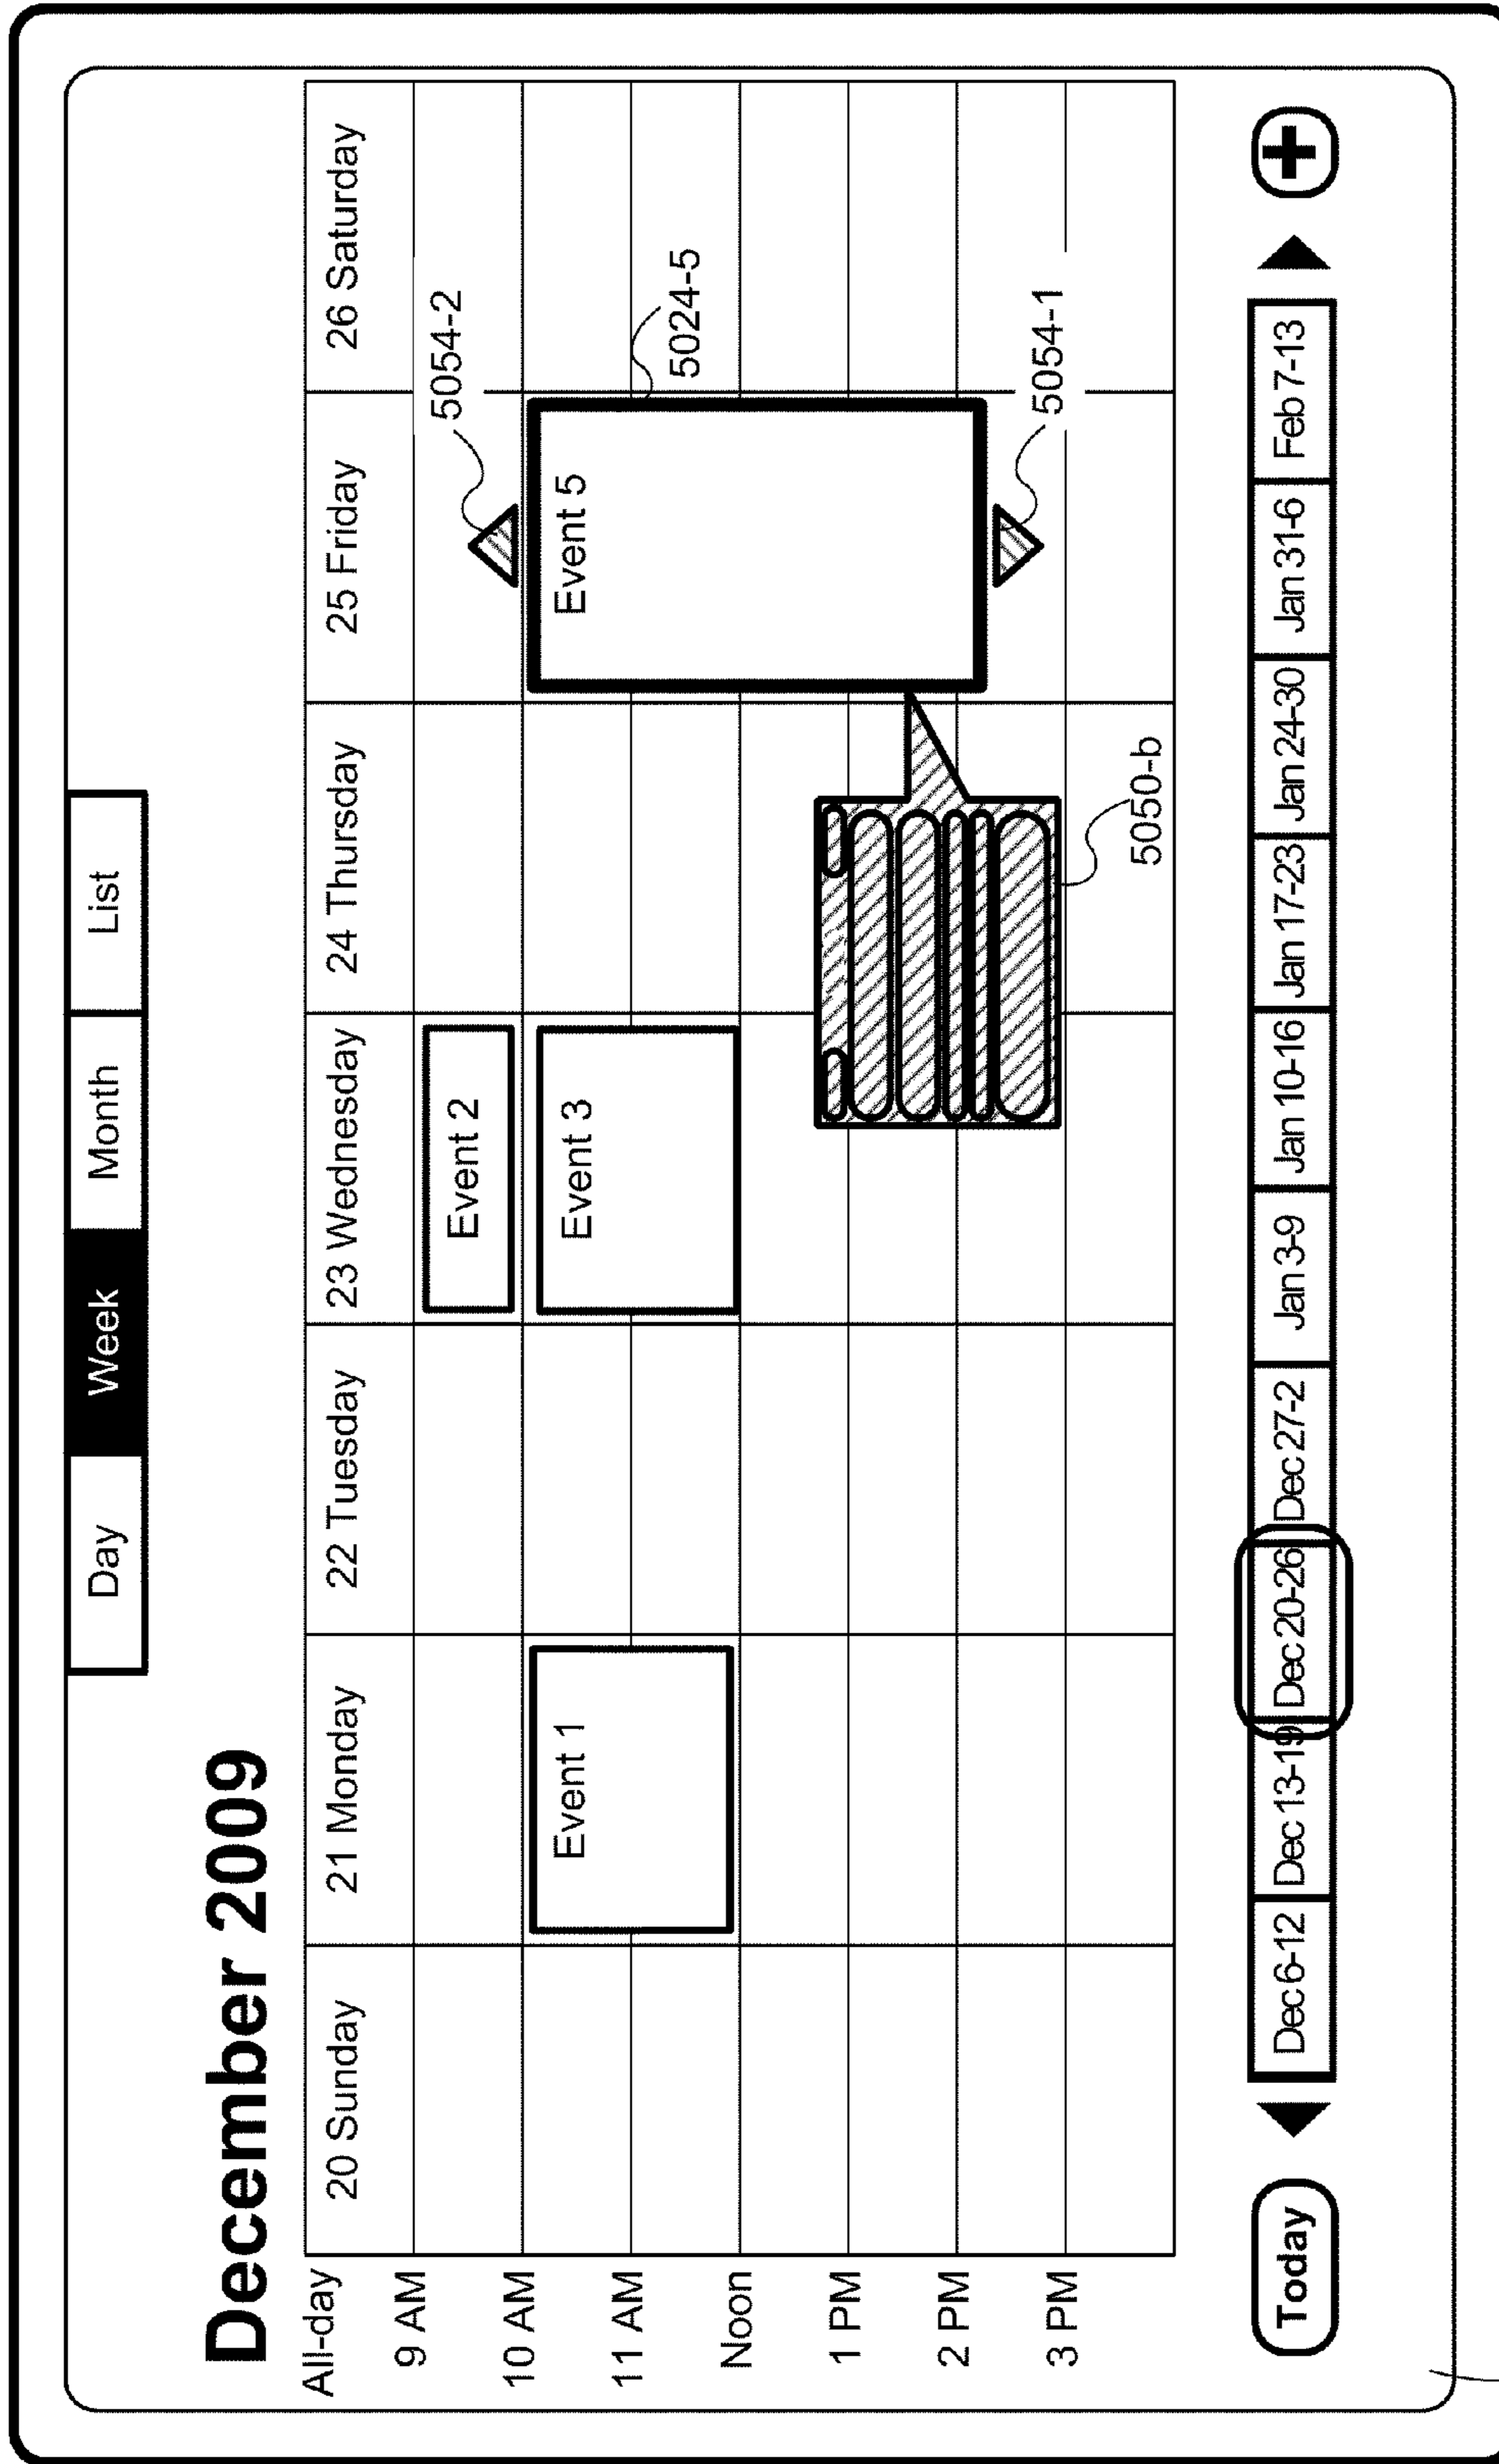 Day Week Month List
December 2009
All-day 20 Sunday 21 Monday 22 Tuesday 23 Wednesday 24 Thursday 25 Friday 26 Saturday
9 AM
5054-2
Event 2
10 AM
Event 1 Event 3 Event 5
11 AM
5024-5
Noon
1 PM
2 PM
3 PM
5054-1
5050-b
Today Dec 6-12 Dec 13-19 Dec 20-26 Dec 27-2 Jan 3-9 Jan 10-16 Jan 17-23 Jan 24-30 Jan 31-6 Feb 7-13 +